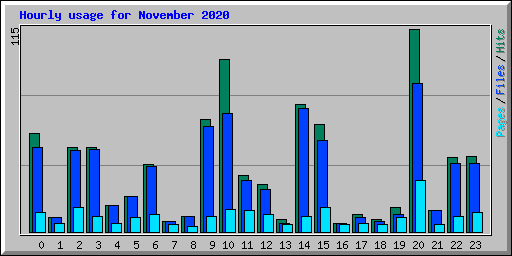 Hourly usage for November 2020
115
Pages/Files/Hits
0 1 2 3 4 5 6 7 8 9 10 11 12 13 14 15 16 17 18 19 20 21 22 23